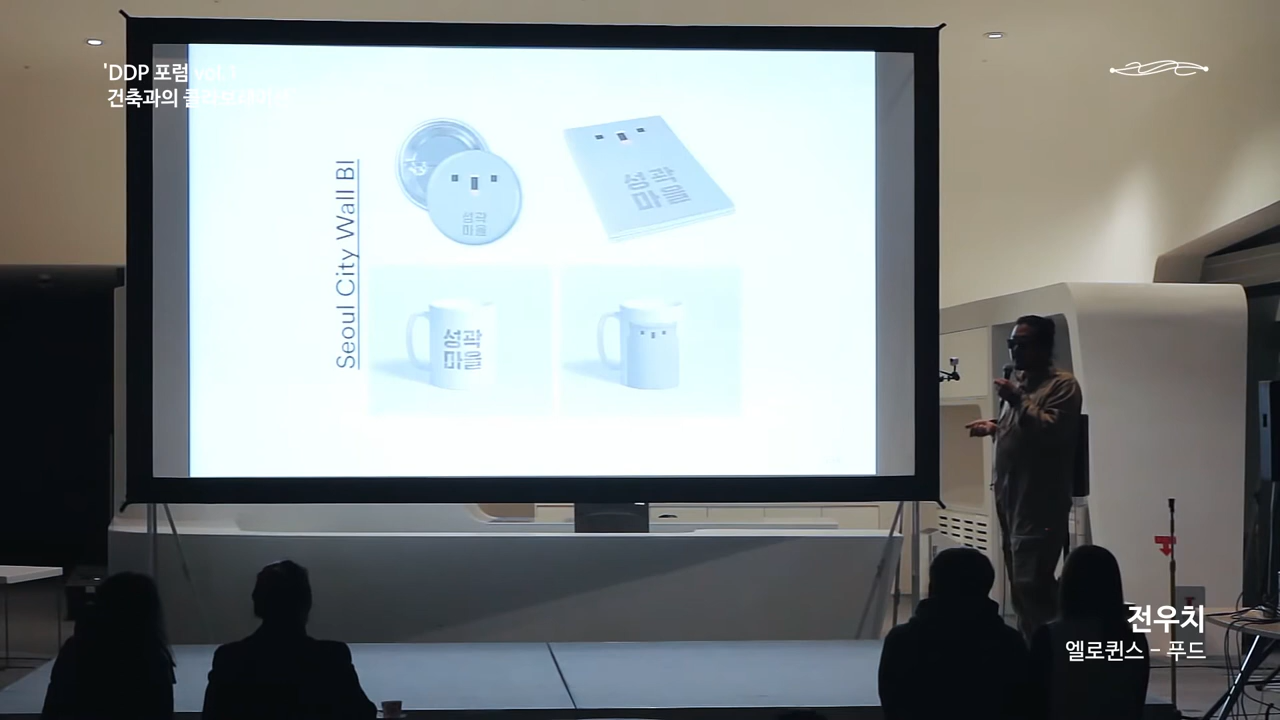 'DDP 포럼 vol.1
건축과의 콜라보레이션
Seoul City Wall BI
성곽
마을
성곽
마을
성곽
마을
전우치
엘로퀸스 - 푸드